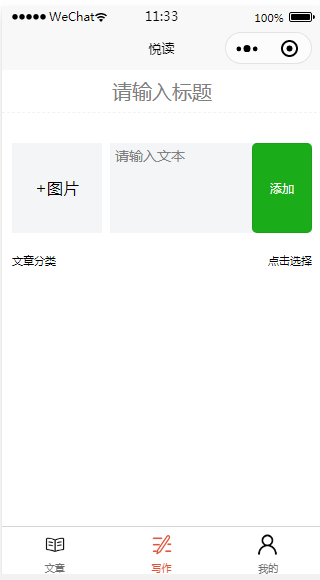 WeChat 11:33 100%
悦读
请输入标题
+图片 请输入文本 添加
文章分类 点击选择
文章 写作 我的